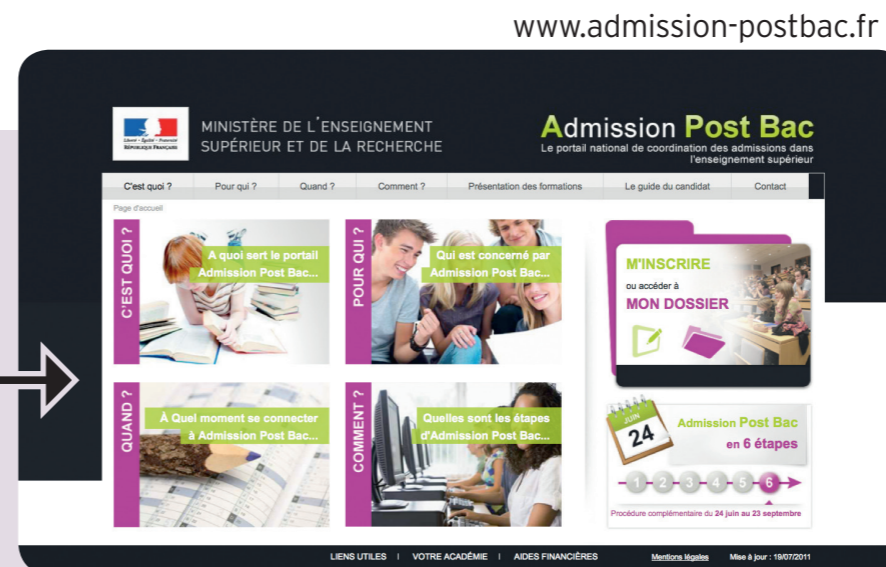 www.admission-postbac.fr
Liberté • Égalité • Fraternité
RÉPUBLIQUE FRANÇAISE
MINISTÈRE DE L'ENSEIGNEMENT
SUPÉRIEUR ET DE LA RECHERCHE
Admission Post Bac
Le portail national de coordination des admissions dans
l'enseignement supérieur
C'est quoi ? Pour qui ? Quand ? Comment ? Présentation des formations Le guide du candidat Contact
Page d'accueil
C'EST QUOI ?
A quoi sert le portail
Admission Post Bac...
POUR QUI ?
Qui est concerné par
Admission Post Bac...
M'INSCRIRE
ou accéder à
MON DOSSIER
QUAND ?
À Quel moment se connecter
à Admission Post Bac...
COMMENT ?
Quelles sont les étapes
d'Admission Post Bac...
JUIN
24
Admission Post Bac
en 6 étapes
1 2 3 4 5 6
Procédure complémentaire du 24 juin au 23 septembre
LIENS UTILES I VOTRE ACADÉMIE I AIDES FINANCIÈRES Mentions légales Mise à jour : 19/07/2011